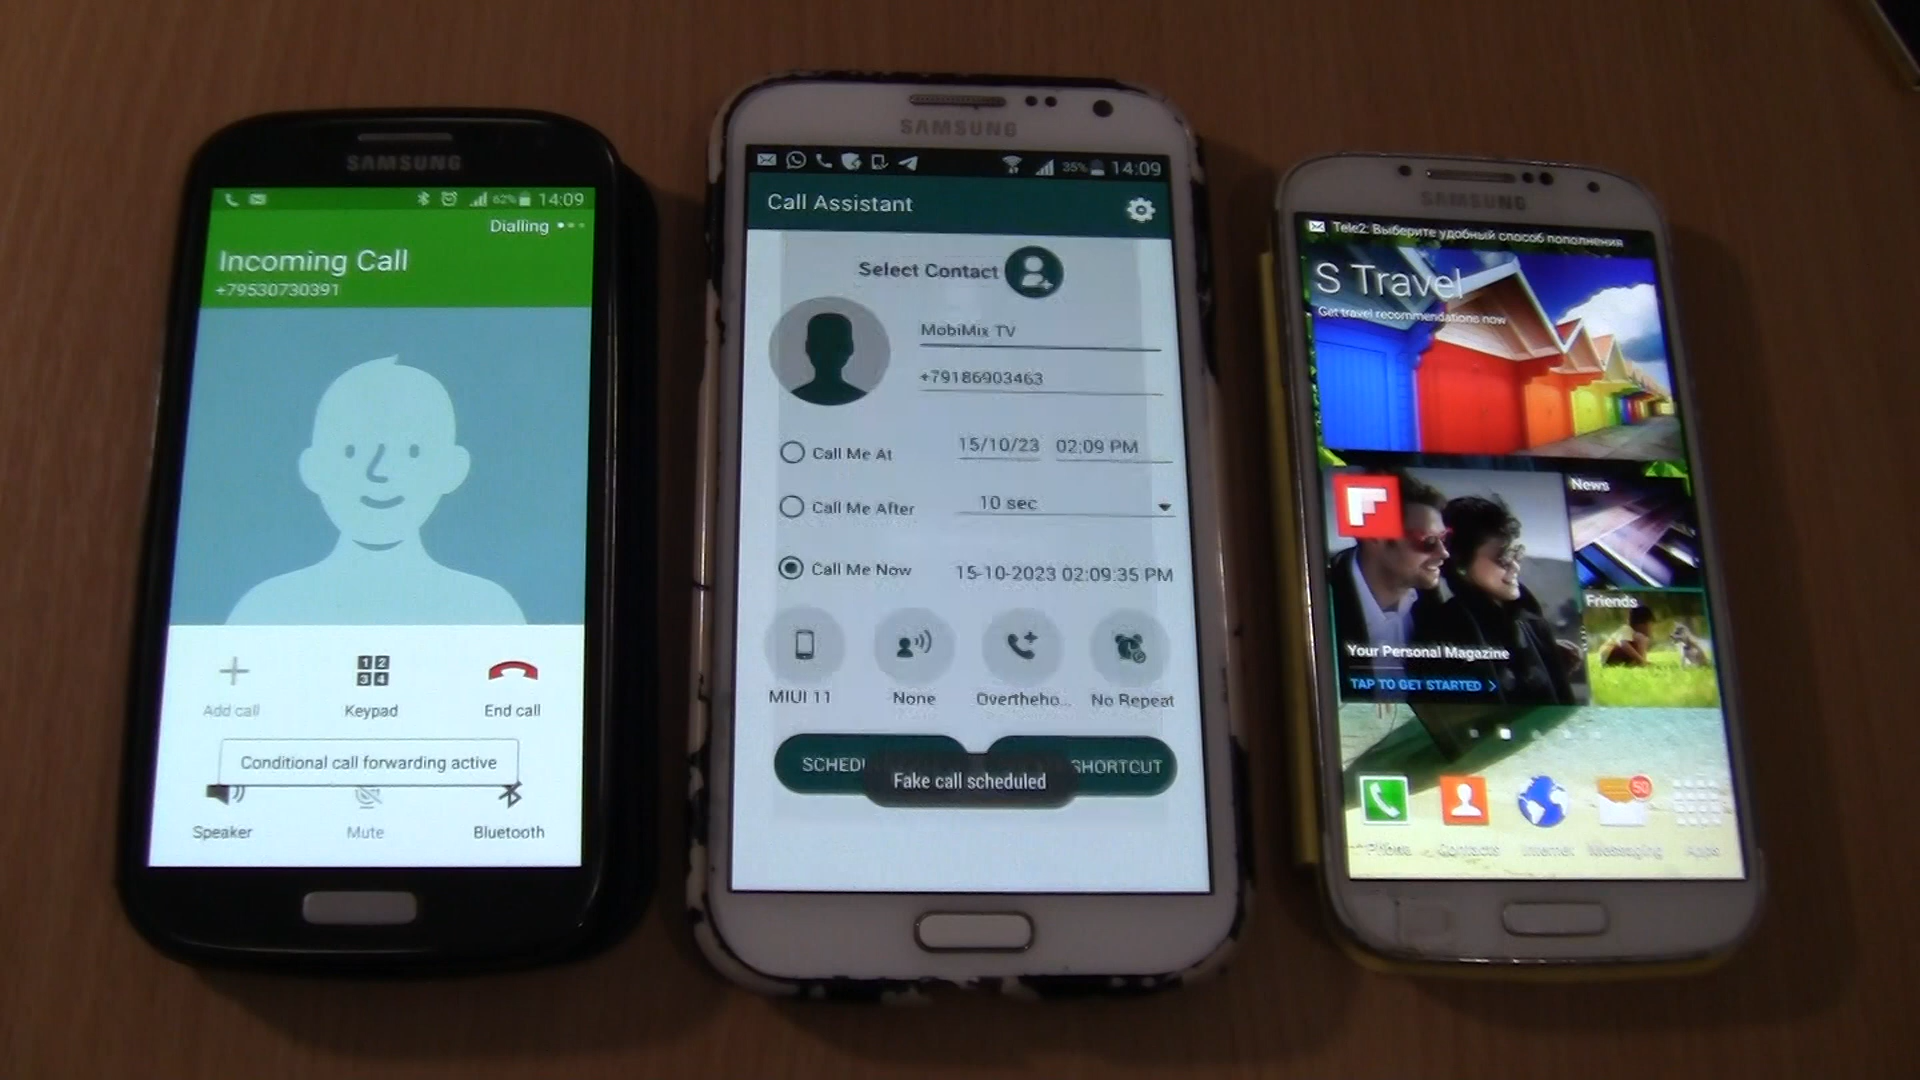 SAMSUNG
62% 14:09
Dialling
Incoming Call
+79530730391
Add call
Keypad
End call
Conditional call forwarding active
Speaker
Mute
Bluetooth
SAMSUNG
35% 14:09
Call Assistant
Select Contact
MobiMix TV
+79186903463
Call Me At 15/10/23 02:09 PM
Call Me After 10 sec
Call Me Now 15-10-2023 02:09:35 PM
MIUI 11
None
Overtheho...
No Repeat
SCHEDU
SHORTCUT
Fake call scheduled
SAMSUNG
Tele2: Выберите удобный способ пополнения
S Travel
Get travel recommendations now
News
Friends
Your Personal Magazine
TAP TO GET STARTED >
50
Phone
Contacts
Internet
Messaging
Apps